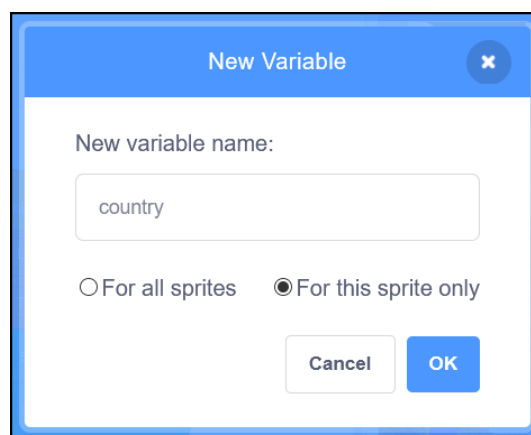 New Variable
New variable name:
country
For all sprites
For this sprite only
Cancel
OK